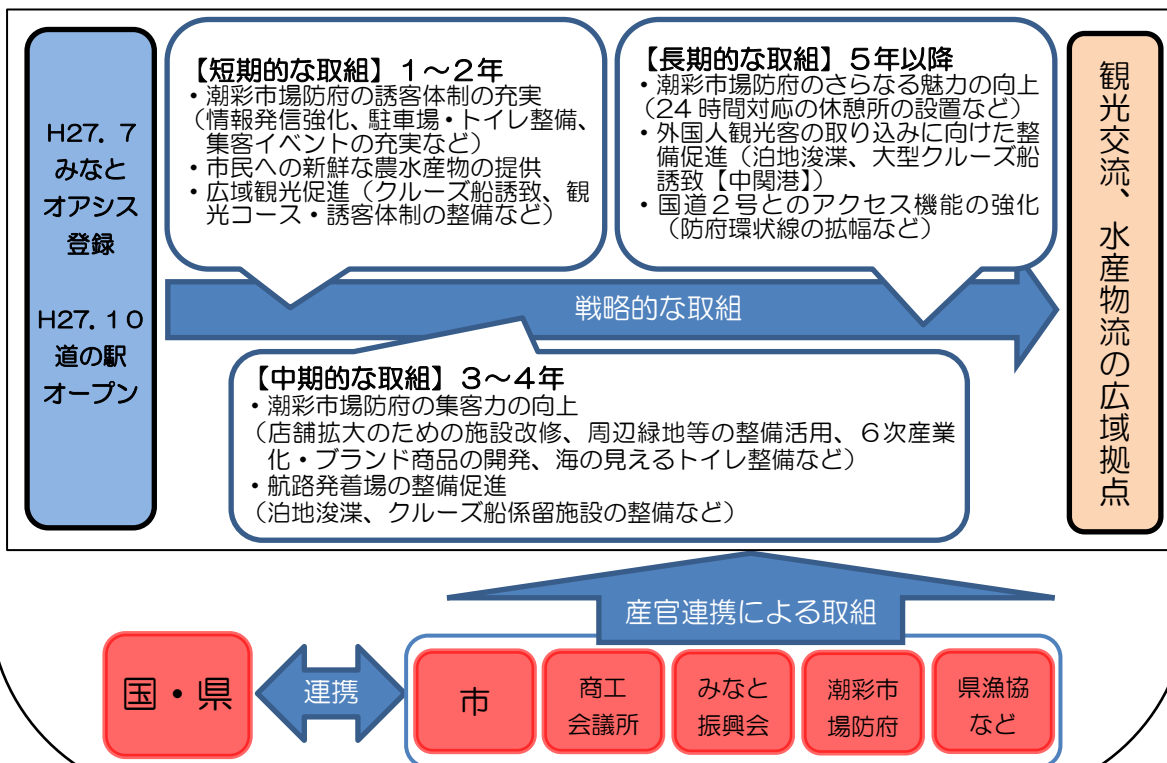 H27.7
みなと
オアシス
登録
H27.10
道の駅
オープン
【短期的な取組】1～2年
・潮彩市場防府の誘客体制の充実
（情報発信強化、駐車場・トイレ整備、
集客イベントの充実など）
・市民への新鮮な農水産物の提供
・広域観光促進（クルーズ船誘致、観
光コース・誘客体制の整備など）
【長期的な取組】5年以降
・潮彩市場防府のさらなる魅力の向上
（24時間対応の休憩所の設置など）
・外国人観光客の取り込みに向けた整
備促進（泊地浚渫、大型クルーズ船
誘致【中関港】）
・国道2号とのアクセス機能の強化
（防府環状線の拡幅など）
戦略的な取組
【中期的な取組】3～4年
・潮彩市場防府の集客力の向上
（店舗拡大のための施設改修、周辺緑地等の整備活用、6次産業
化・ブランド商品の開発、海の見えるトイレ整備など）
・航路発着場の整備促進
（泊地浚渫、クルーズ船係留施設の整備など）
観光交流、水産物流の広域拠点
産官連携による取組
国・県
連携
市
商工
会議所
みなと
振興会
潮彩市
場防府
県漁協
など